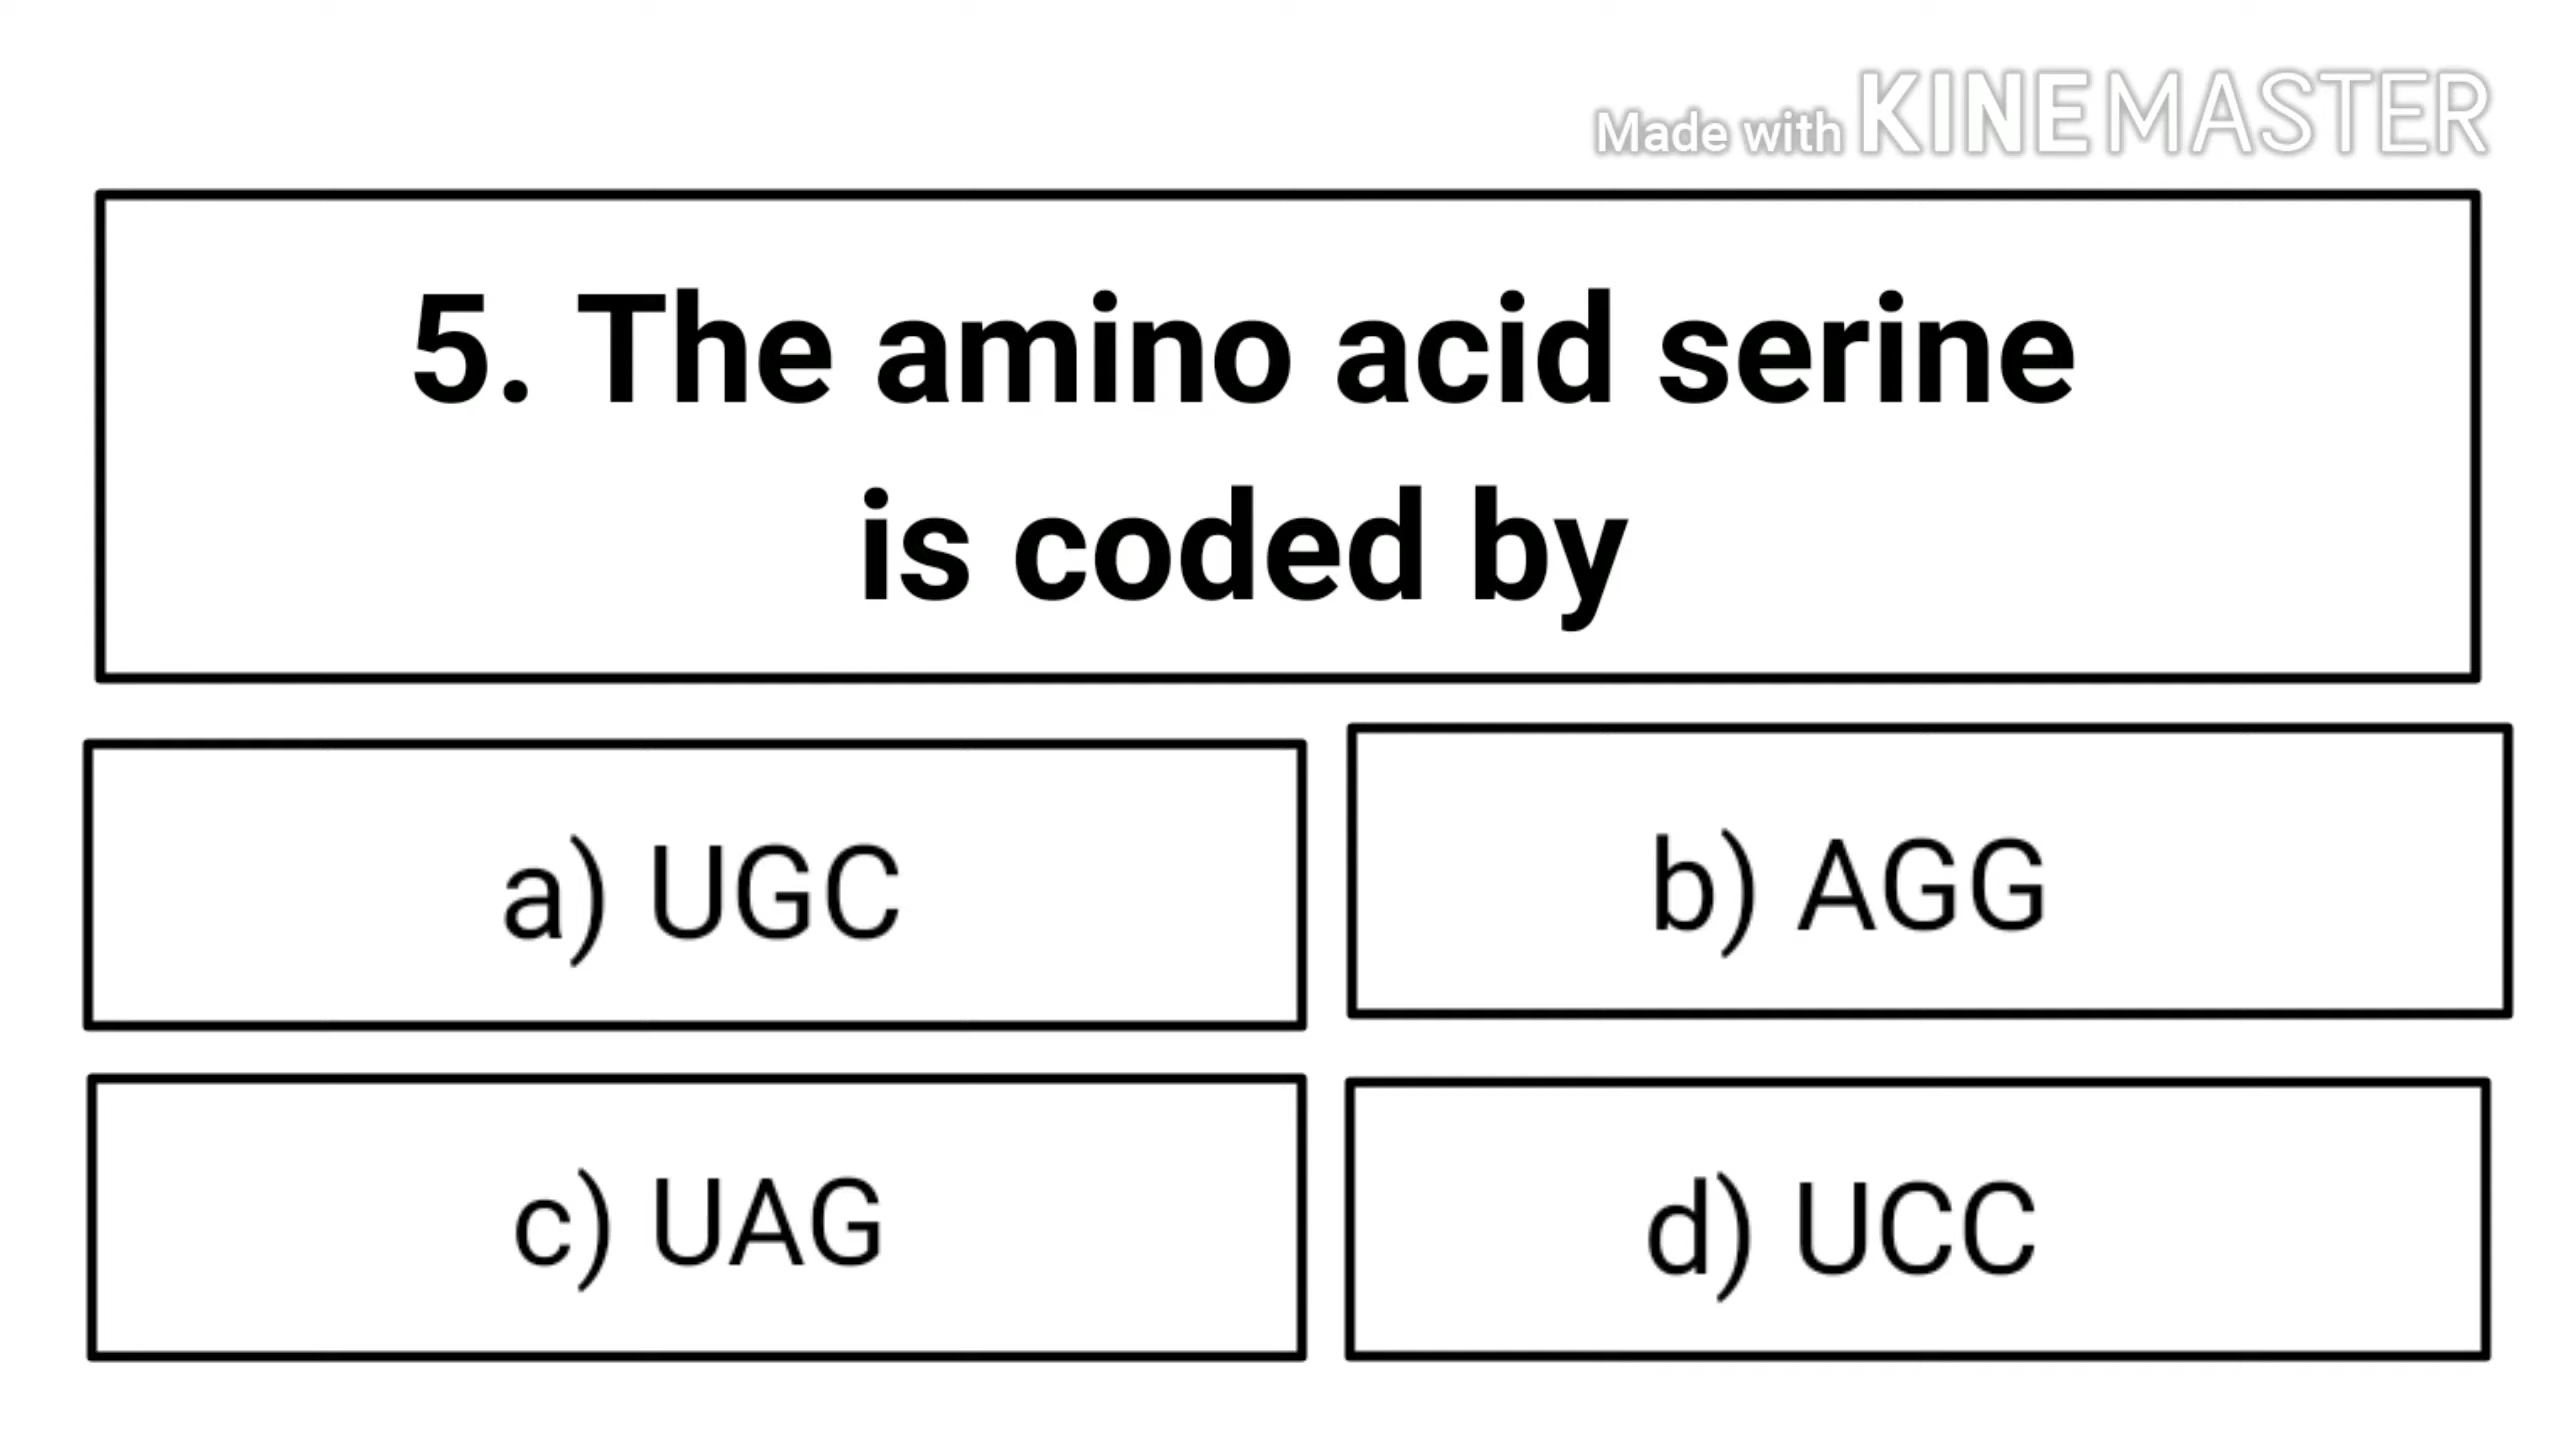 Made with KINEMASTER
5. The amino acid serine
is coded by
a) UGC
b) AGG
c) UAG
d) UCC